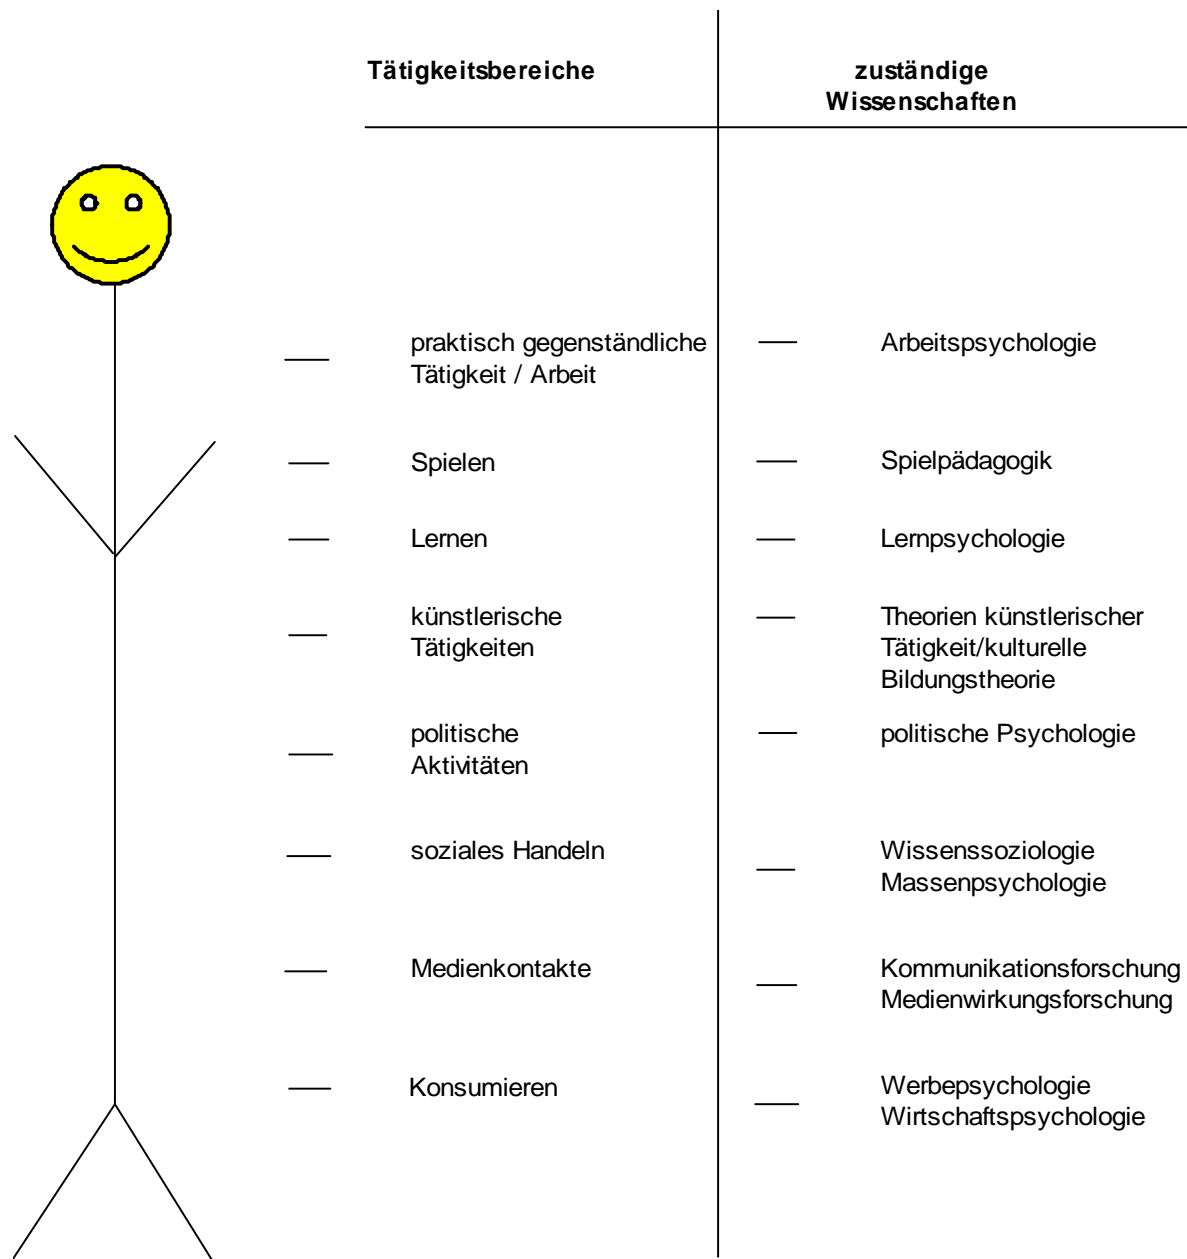 Tätigkeitsbereiche
zuständige
Wissenschaften
praktisch gegenständliche
Tätigkeit / Arbeit
Arbeitspsychologie
Spielen
Spielpädagogik
Lernen
Lernpsychologie
künstlerische
Tätigkeiten
Theorien künstlerischer
Tätigkeit/kulturelle
Bildungstheorie
politische
Aktivitäten
politische Psychologie
soziales Handeln
Wissenssoziologie
Massenpsychologie
Medienkontakte
Kommunikationsforschung
Medienwirkungsforschung
Konsumieren
Werbepsychologie
Wirtschaftspsychologie